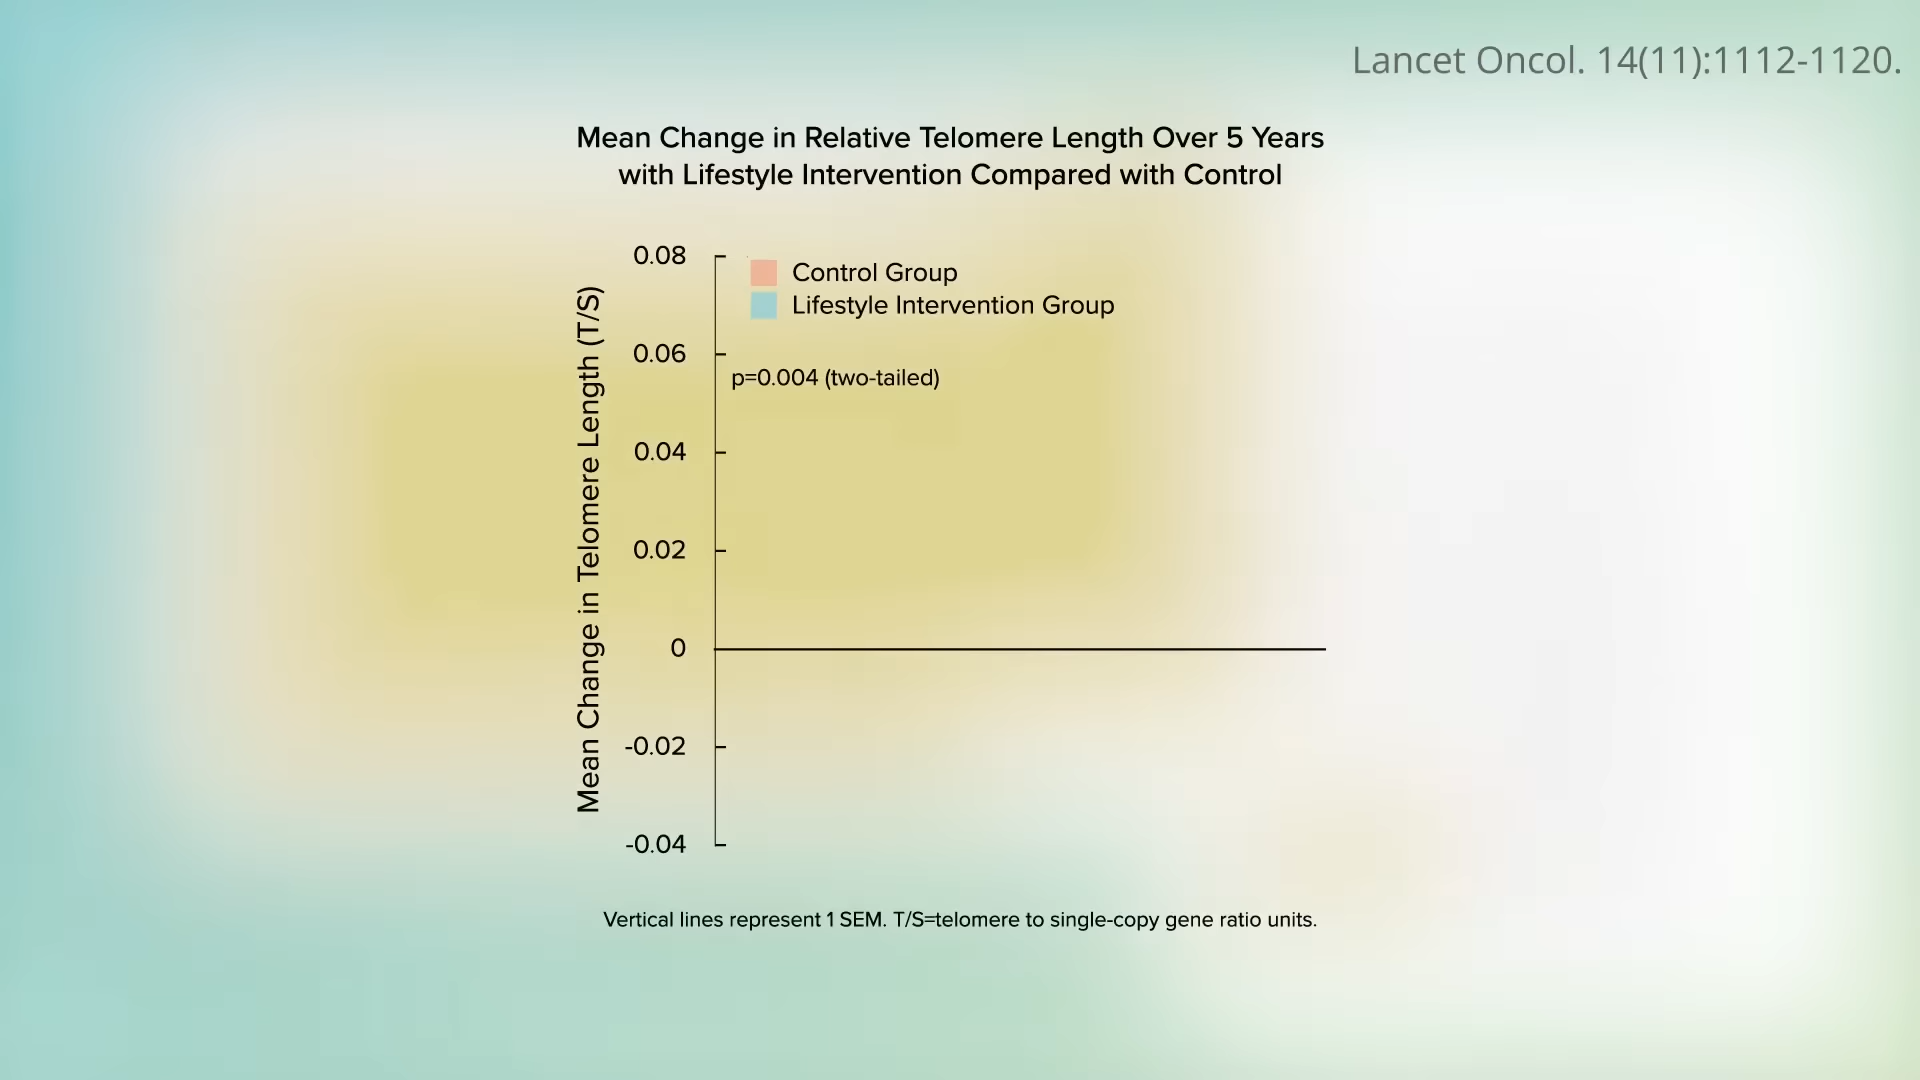 Lancet Oncol. 14(11):1112-1120.
Mean Change in Relative Telomere Length Over 5 Years
with Lifestyle Intervention Compared with Control
Mean Change in Telomere Length (T/S)
0.08
0.06
0.04
0.02
0
-0.02
-0.04
Control Group
Lifestyle Intervention Group
p=0.004 (two-tailed)
Vertical lines represent 1 SEM. T/S=telomere to single-copy gene ratio units.